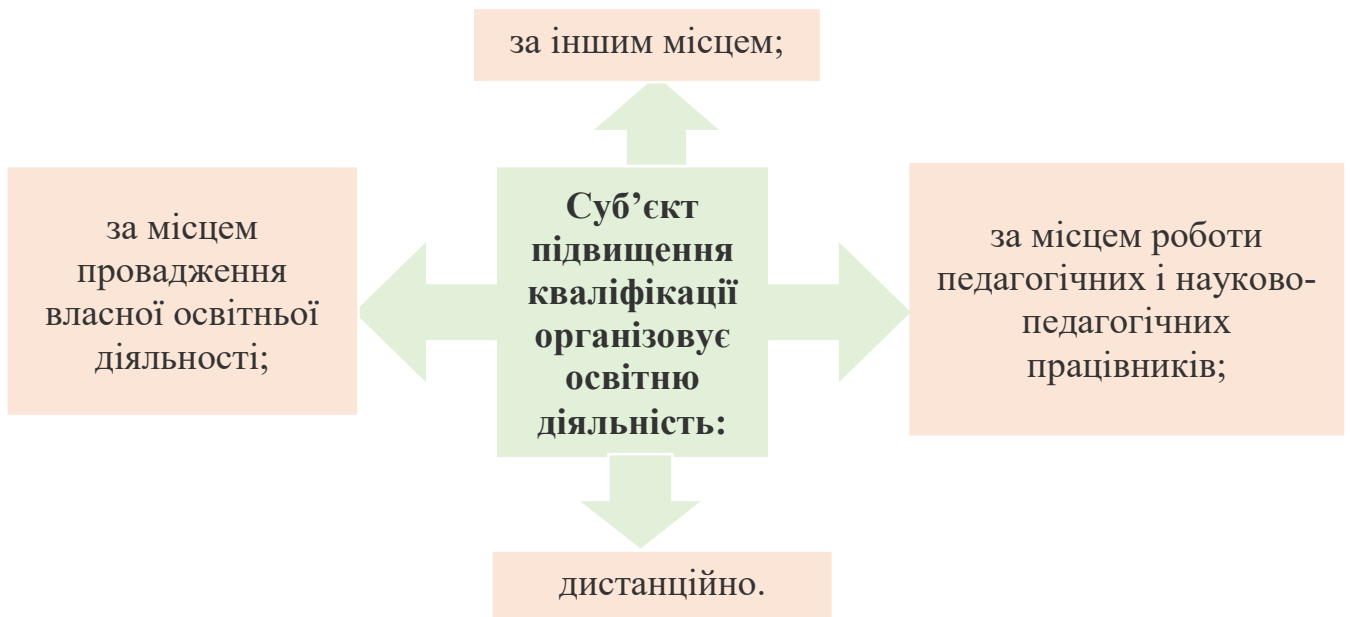 за іншим місцем;
за місцем
провадження
власної освітньої
діяльності;
Суб’єкт
підвищення
кваліфікації
організовує
освітню
діяльність:
за місцем роботи
педагогічних і науково-
педагогічних
працівників;
дистанційно.